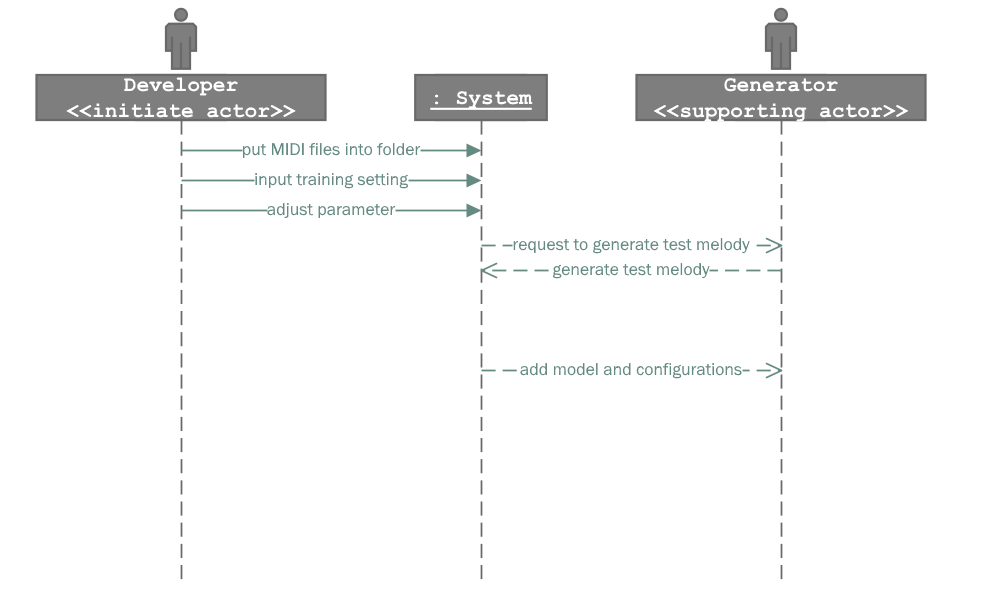 Developer
<<initiate actor>>
: System
Generator
<<supporting actor>>
put MIDI files into folder
input training setting
adjust parameter
request to generate test melody
generate test melody
add model and configurations